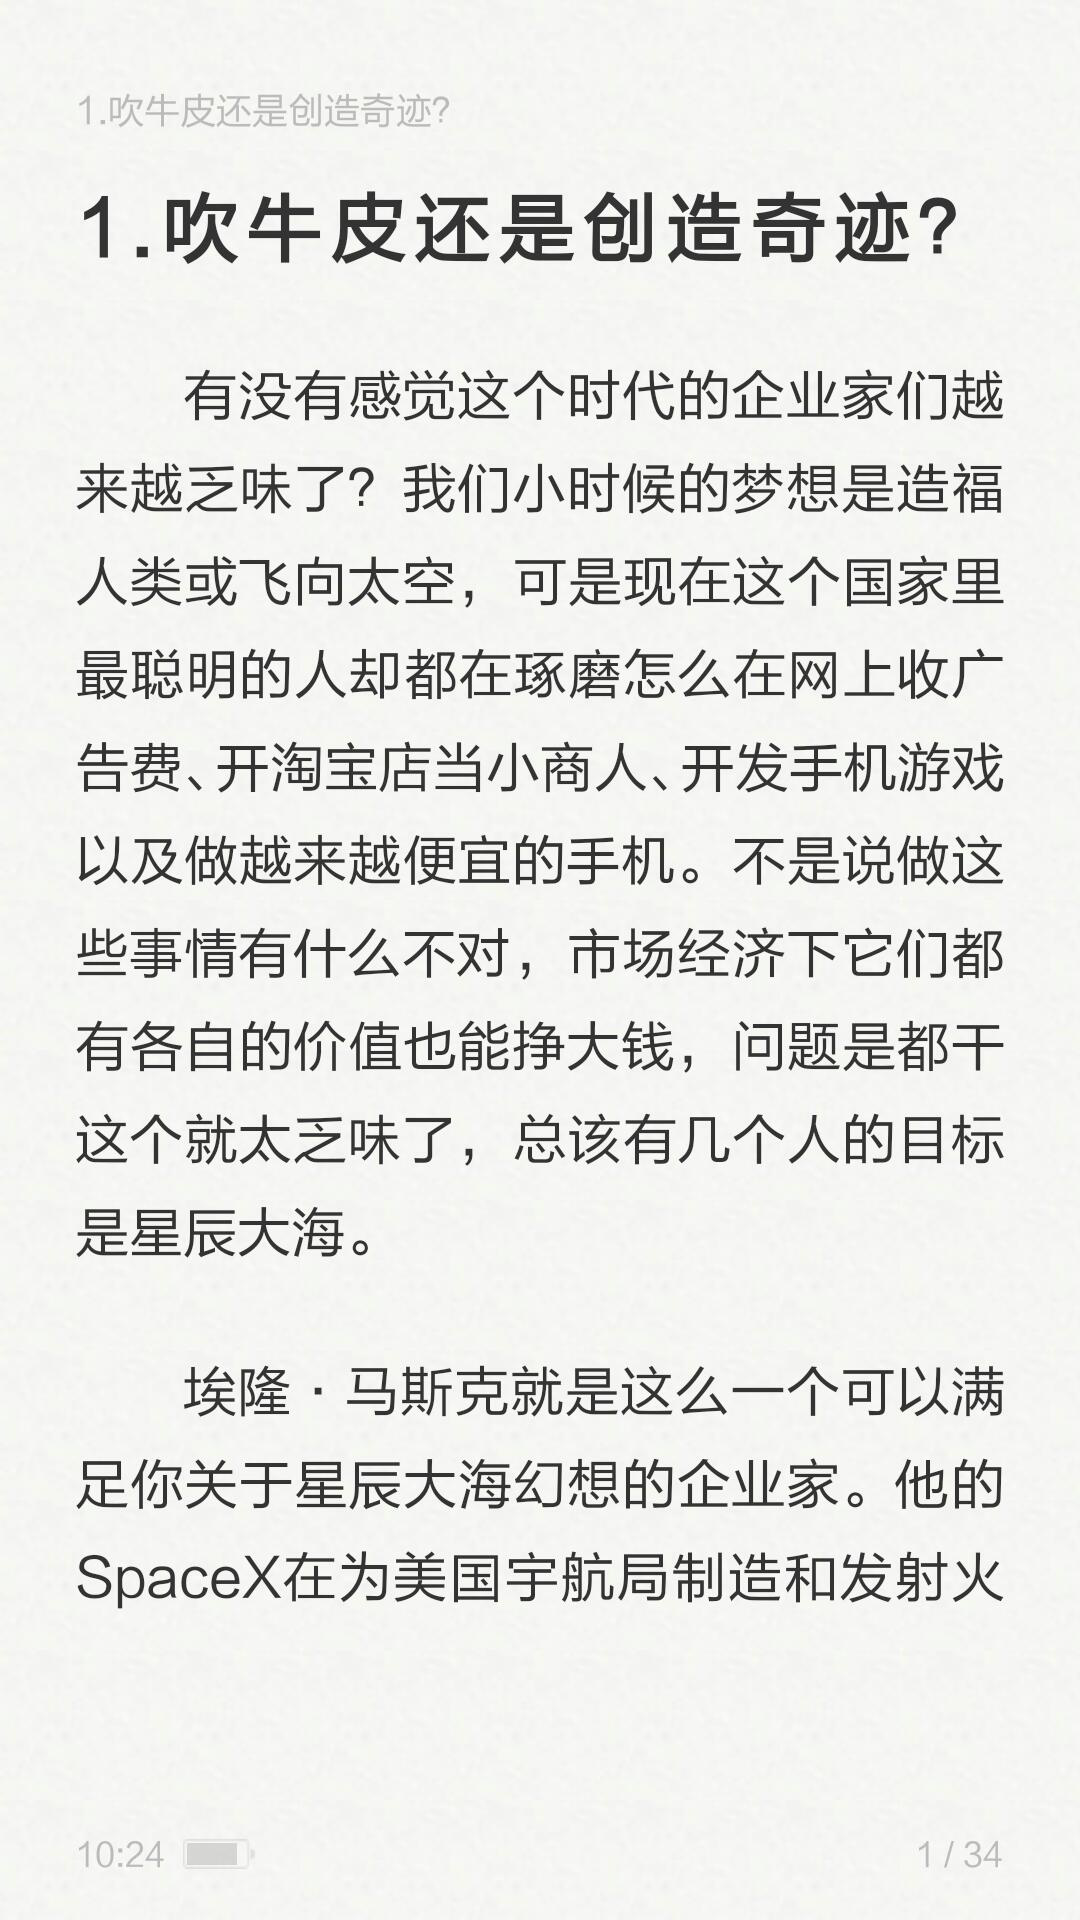 1.吹牛皮还是创造奇迹?
1.吹牛皮还是创造奇迹?
有没有感觉这个时代的企业家们越
来越乏味了？我们小时候的梦想是造福
人类或飞向太空，可是现在这个国家里
最聪明的人却都在琢磨怎么在网上收广
告费、开淘宝店当小商人、开发手机游戏
以及做越来越便宜的手机。不是说做这
些事情有什么不对，市场经济下它们都
有各自的价值也能挣大钱，问题是都干
这个就太乏味了，总该有几个人的目标
是星辰大海。
埃隆·马斯克就是这么一个可以满
足你关于星辰大海幻想的企业家。他的
SpaceX在为美国宇航局制造和发射火
10:24 1 / 34